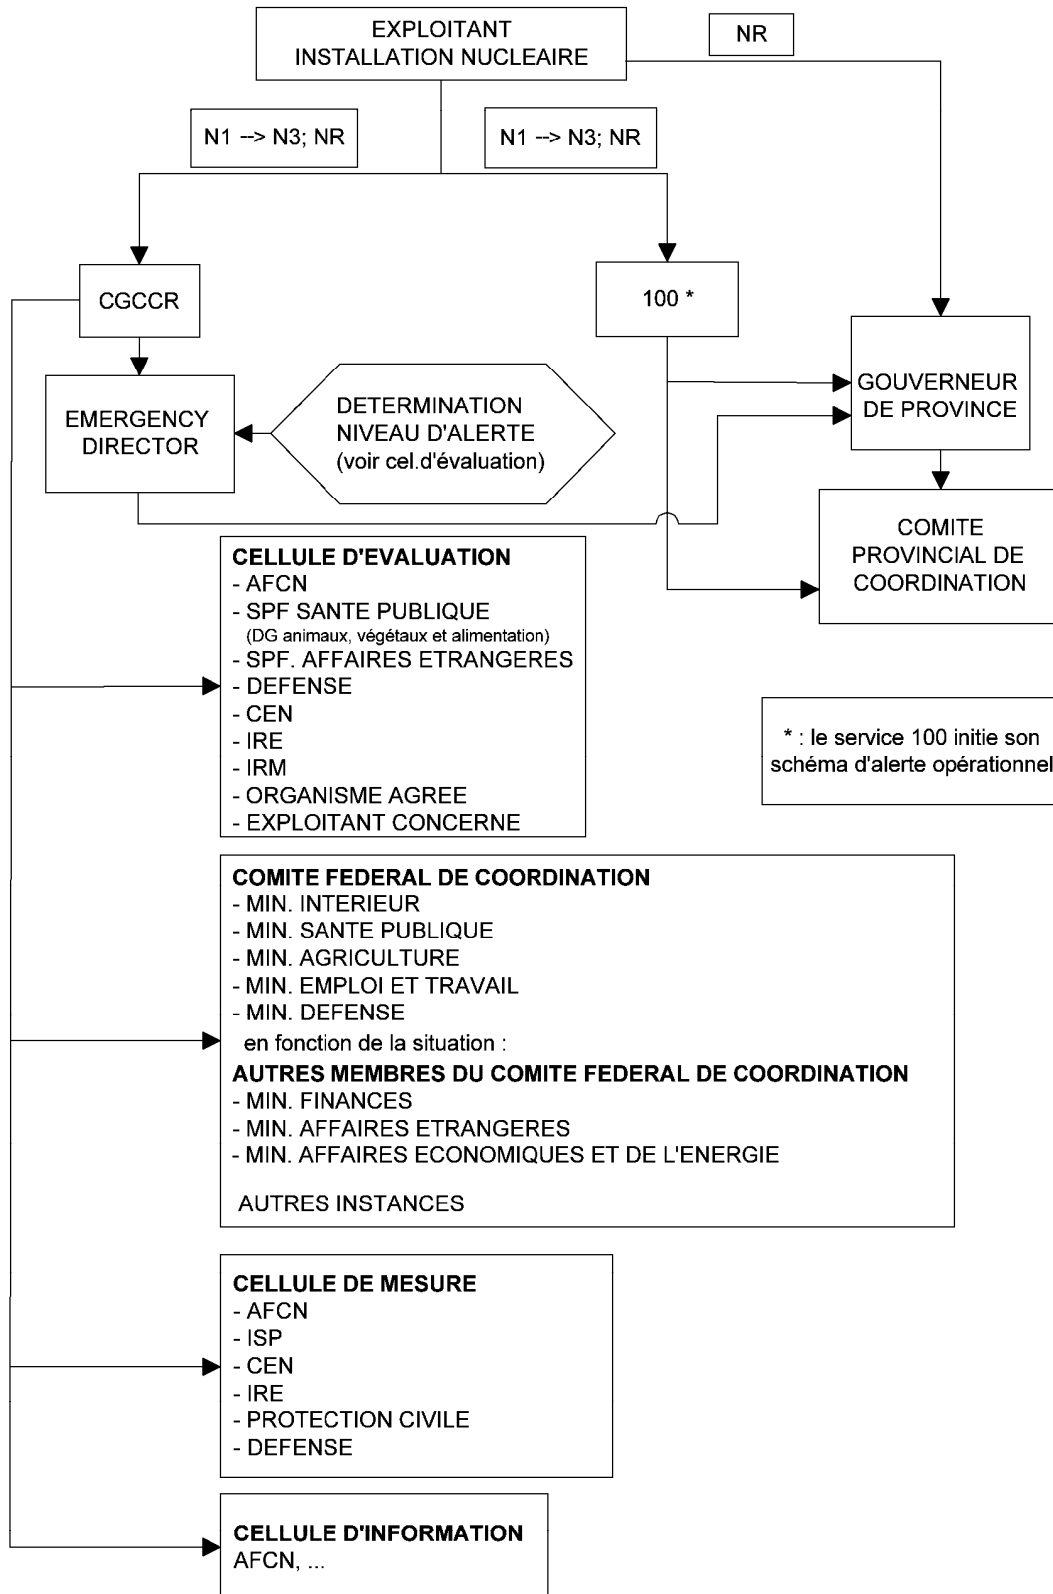 EXPLOITANT
INSTALLATION NUCLEAIRE
NR
N1 --> N3; NR
N1 --> N3; NR
CGCCR
100 *
EMERGENCY
DIRECTOR
DETERMINATION
NIVEAU D'ALERTE
(voir cel.d'évaluation)
GOUVERNEUR
DE PROVINCE
COMITE
PROVINCIAL DE
COORDINATION
CELLULE D'EVALUATION
- AFCN
- SPF SANTE PUBLIQUE
(DG animaux, végétaux et alimentation)
- SPF. AFFAIRES ETRANGERES
- DEFENSE
- CEN
- IRE
- IRM
- ORGANISME AGREE
- EXPLOITANT CONCERNE
* : le service 100 initie son
schéma d'alerte opérationnel
COMITE FEDERAL DE COORDINATION
- MIN. INTERIEUR
- MIN. SANTE PUBLIQUE
- MIN. AGRICULTURE
- MIN. EMPLOI ET TRAVAIL
- MIN. DEFENSE
en fonction de la situation :
AUTRES MEMBRES DU COMITE FEDERAL DE COORDINATION
- MIN. FINANCES
- MIN. AFFAIRES ETRANGERES
- MIN. AFFAIRES ECONOMIQUES ET DE L'ENERGIE
AUTRES INSTANCES
CELLULE DE MESURE
- AFCN
- ISP
- CEN
- IRE
- PROTECTION CIVILE
- DEFENSE
CELLULE D'INFORMATION
AFCN, ...